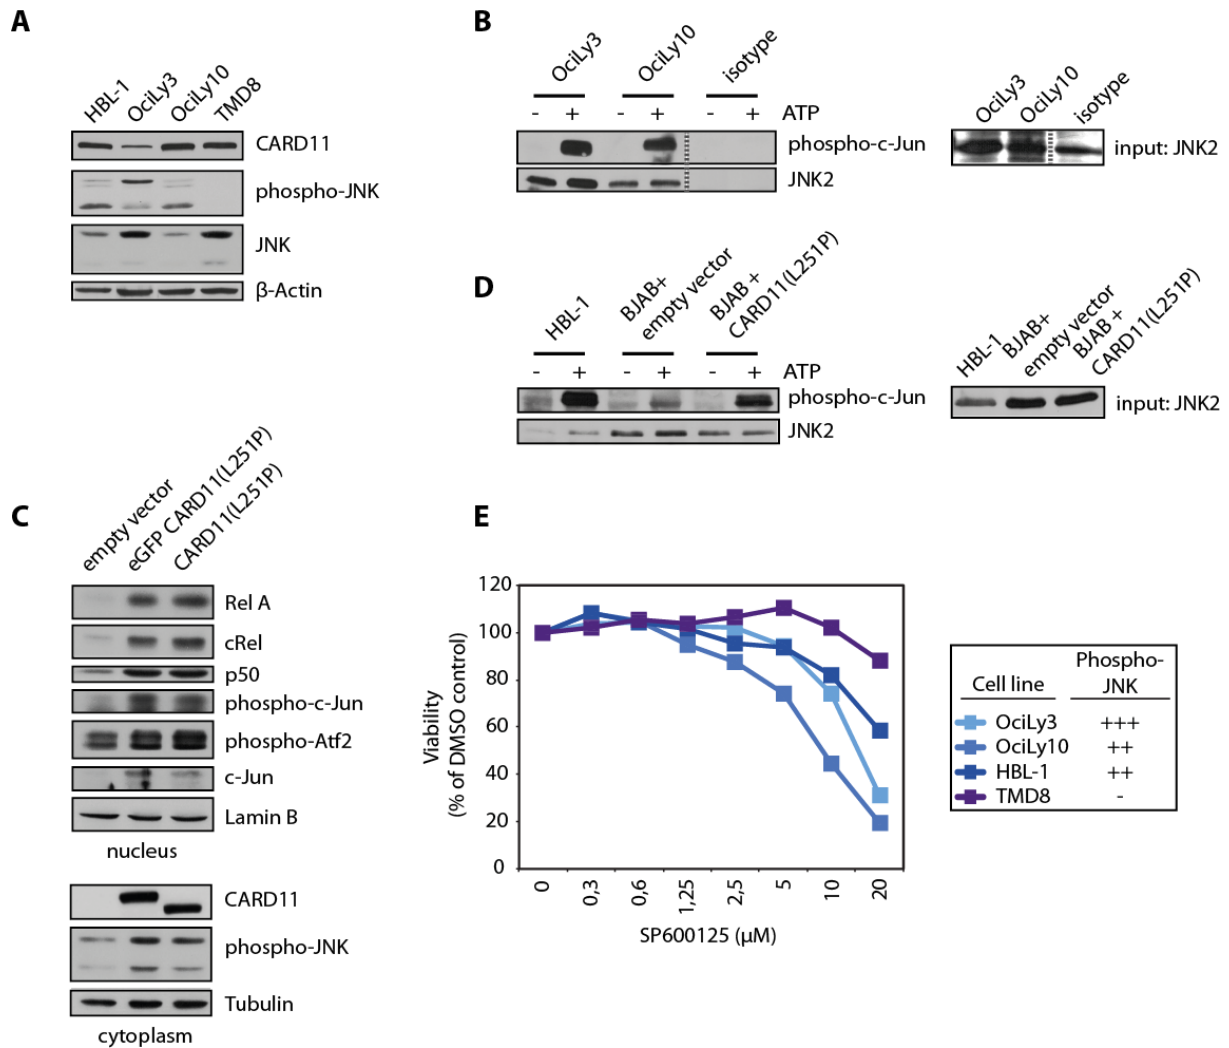 A
HBL-1
OciLy3
OciLy10
TMD8
CARD11
phospho-JNK
JNK
β-Actin
B
OciLy3
OciLy10
isotype
- + - + - + ATP
phospho-c-Jun
JNK2
OciLy3
OciLy10
isotype
input: JNK2
D
HBL-1
BJAB+
empty vector
BJAB +
CARD11(L251P)
- + - + - + ATP
phospho-c-Jun
JNK2
HBL-1
BJAB+
empty vector
BJAB +
CARD11(L251P)
input: JNK2
C
empty vector
eGFP CARD11(L251P)
CARD11(L251P)
Rel A
cRel
p50
phospho-c-Jun
phospho-Atf2
c-Jun
Lamin B
nucleus
CARD11
phospho-JNK
Tubulin
cytoplasm
E
Viability
(% of DMSO control)
120
100
80
60
40
20
0
0 0,3 0,6 1,25 2,5 5 10 20
SP600125 (µM)
Phospho-
Cell line JNK
OciLy3 +++
OciLy10 ++
HBL-1 ++
TMD8 -